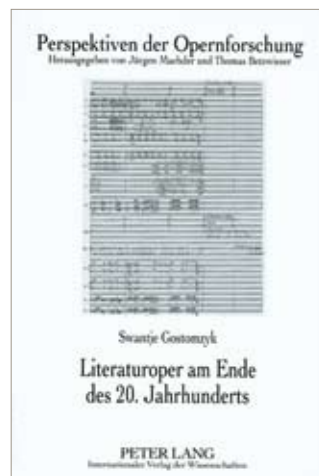 Perspektiven der Opernforschung
Herausgegeben von Jürgen Maehder und Thomas Betzwieser
Swantje Gostomzyk
Literaturoper am Ende
des 20. Jahrhunderts
PETER LANG
Internationaler Verlag der Wissenschaften